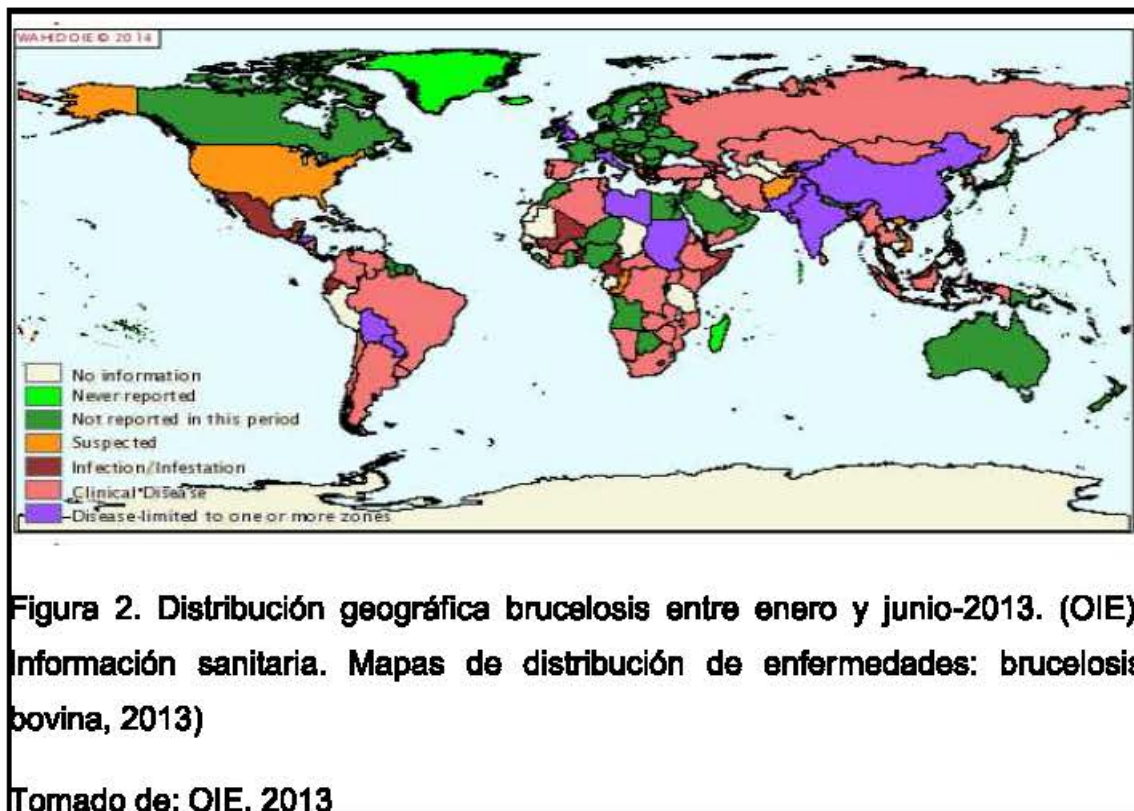 WAHID OIE © 2014
No information
Never reported
Not reported in this period
Suspected
Infection/Infestation
Clinical Disease
Disease-limited to one or more zones
Figura 2. Distribución geográfica brucelosis entre enero y junio-2013. (OIE)
Información sanitaria. Mapas de distribución de enfermedades: brucelosis
bovina, 2013)
Tomado de: OIE, 2013